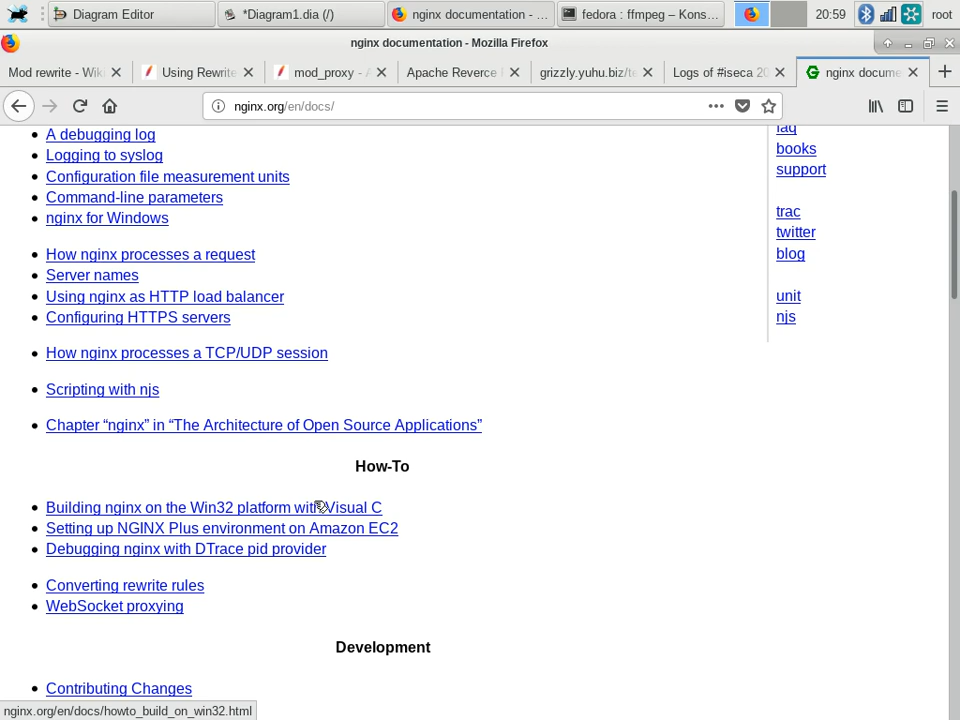 Diagram Editor
*Diagram1.dia (/)
nginx documentation - ...
fedora : ffmpeg – Kons...
20:59
root
nginx documentation - Mozilla Firefox
Mod rewrite - Wiki
Using Rewrite
mod_proxy - A
Apache Reverce
grizzly.yuhu.biz/te
Logs of #iseca 20
nginx docume
nginx.org/en/docs/
A debugging log
Logging to syslog
Configuration file measurement units
Command-line parameters
nginx for Windows
How nginx processes a request
Server names
Using nginx as HTTP load balancer
Configuring HTTPS servers
How nginx processes a TCP/UDP session
Scripting with njs
Chapter “nginx” in “The Architecture of Open Source Applications”
How-To
Building nginx on the Win32 platform with Visual C
Setting up NGINX Plus environment on Amazon EC2
Debugging nginx with DTrace pid provider
Converting rewrite rules
WebSocket proxying
Development
Contributing Changes
faq
books
support
trac
twitter
blog
unit
njs
nginx.org/en/docs/howto_build_on_win32.html